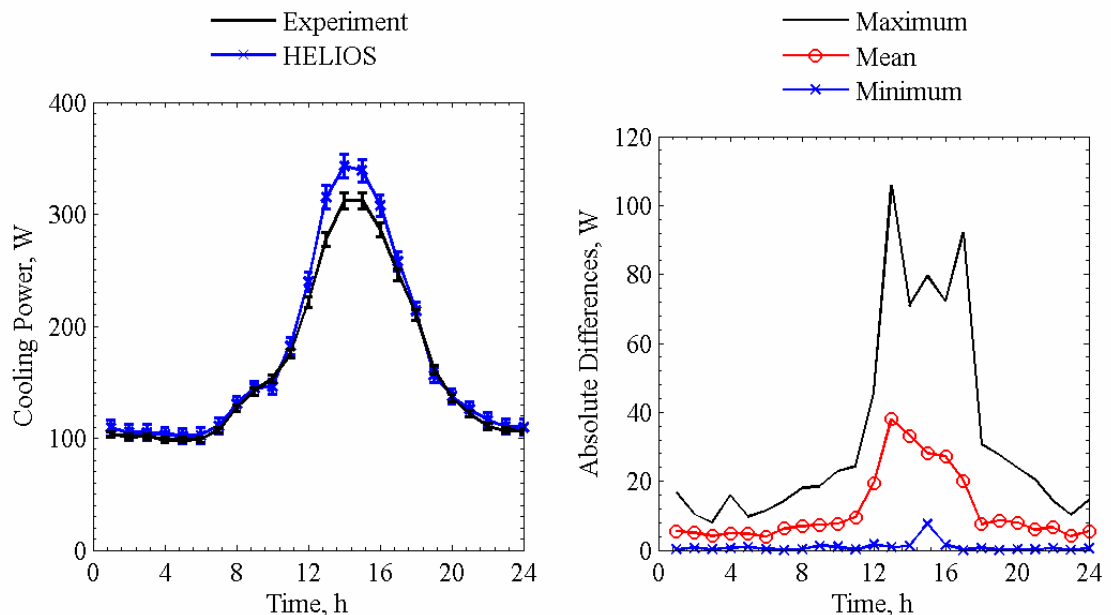 Experiment
HELIOS
400
300
200
100
0
Cooling Power, W
0 4 8 12 16 20 24
Time, h
Maximum
Mean
Minimum
120
100
80
60
40
20
0
Absolute Differences, W
0 4 8 12 16 20 24
Time, h